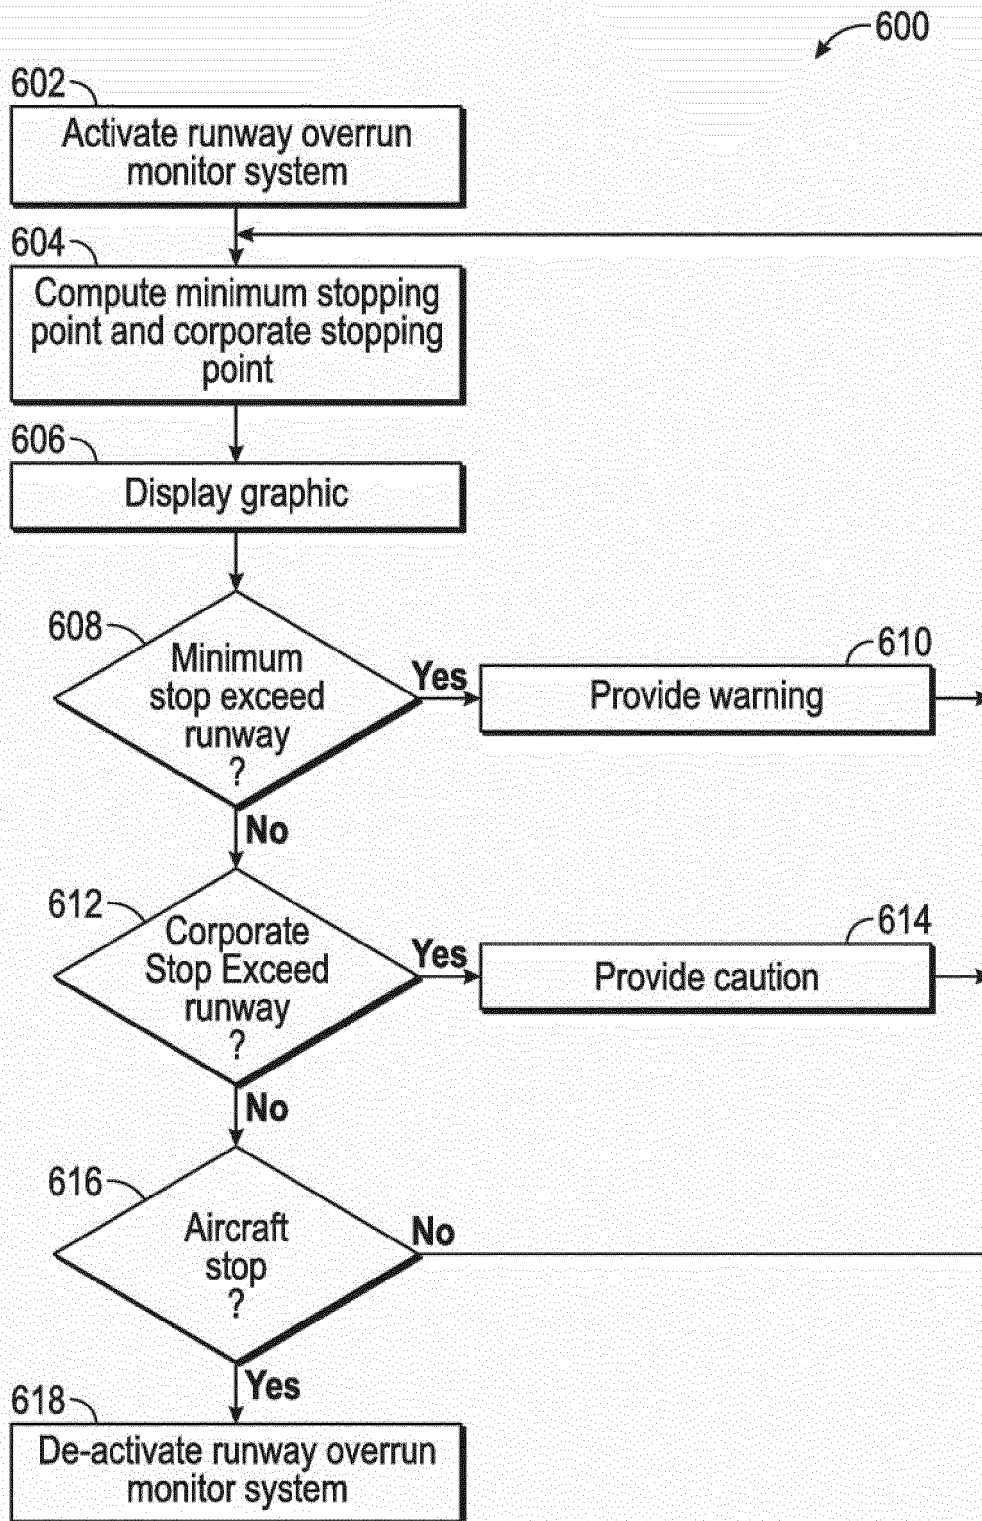 600
602
Activate runway overrun
monitor system
604
Compute minimum stopping
point and corporate stopping
point
606
Display graphic
608
Minimum
stop exceed
runway
?
Yes
610
Provide warning
No
612
Corporate
Stop Exceed
runway
?
Yes
614
Provide caution
No
616
Aircraft
stop
?
No
Yes
618
De-activate runway overrun
monitor system